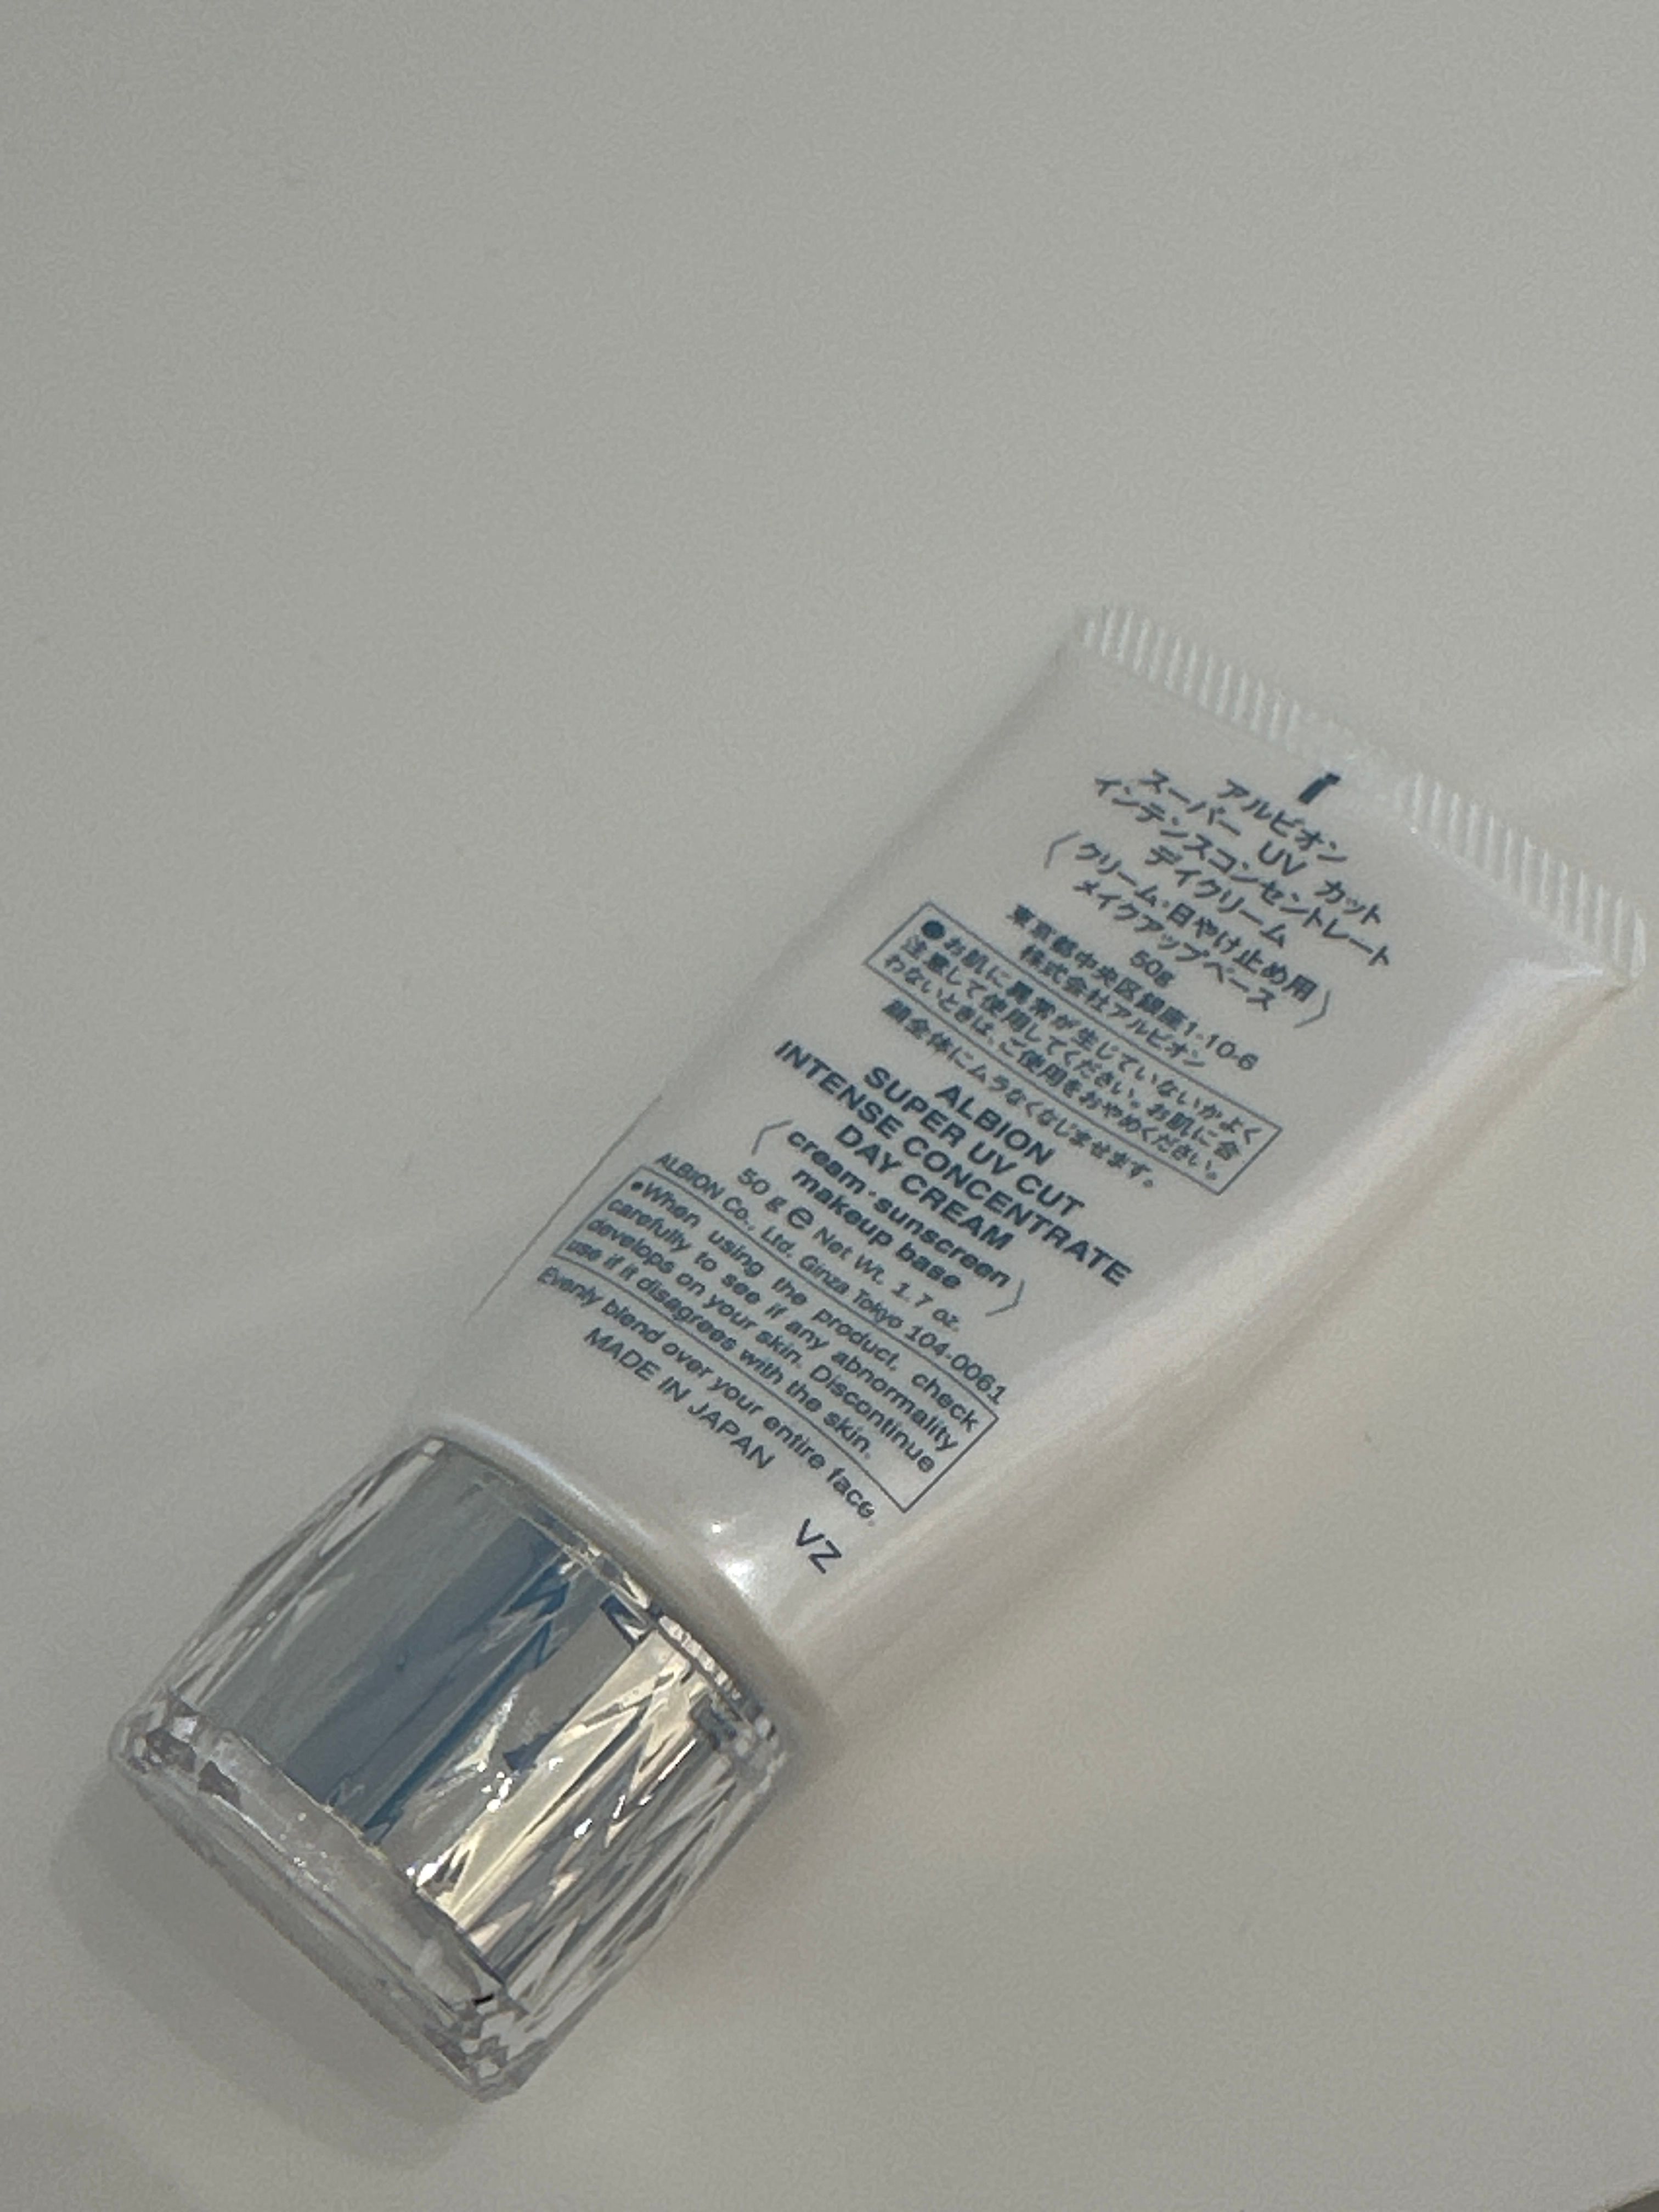 アルビオン
スーパー UV カット
インテンスコンセントレート
デイクリーム
〈クリーム・日やけ止め用
メイクアップベース〉
50g
東京都中央区銀座1-10-6
株式会社アルビオン
●お肌に異常が生じていないかよく
注意して使用してください。お肌に合
わないときは、ご使用をおやめください。
顔全体にムラなくなじませます。
ALBION
SUPER UV CUT
INTENSE CONCENTRATE
DAY CREAM
〈cream・sunscreen
makeup base〉
50 g ℮ Net Wt. 1.7 oz.
ALBION Co., Ltd. Ginza Tokyo 104-0061
●When using the product, check
carefully to see if any abnormality
develops on your skin. Discontinue
use if it disagrees with the skin.
Evenly blend over your entire face.
MADE IN JAPAN
VZ